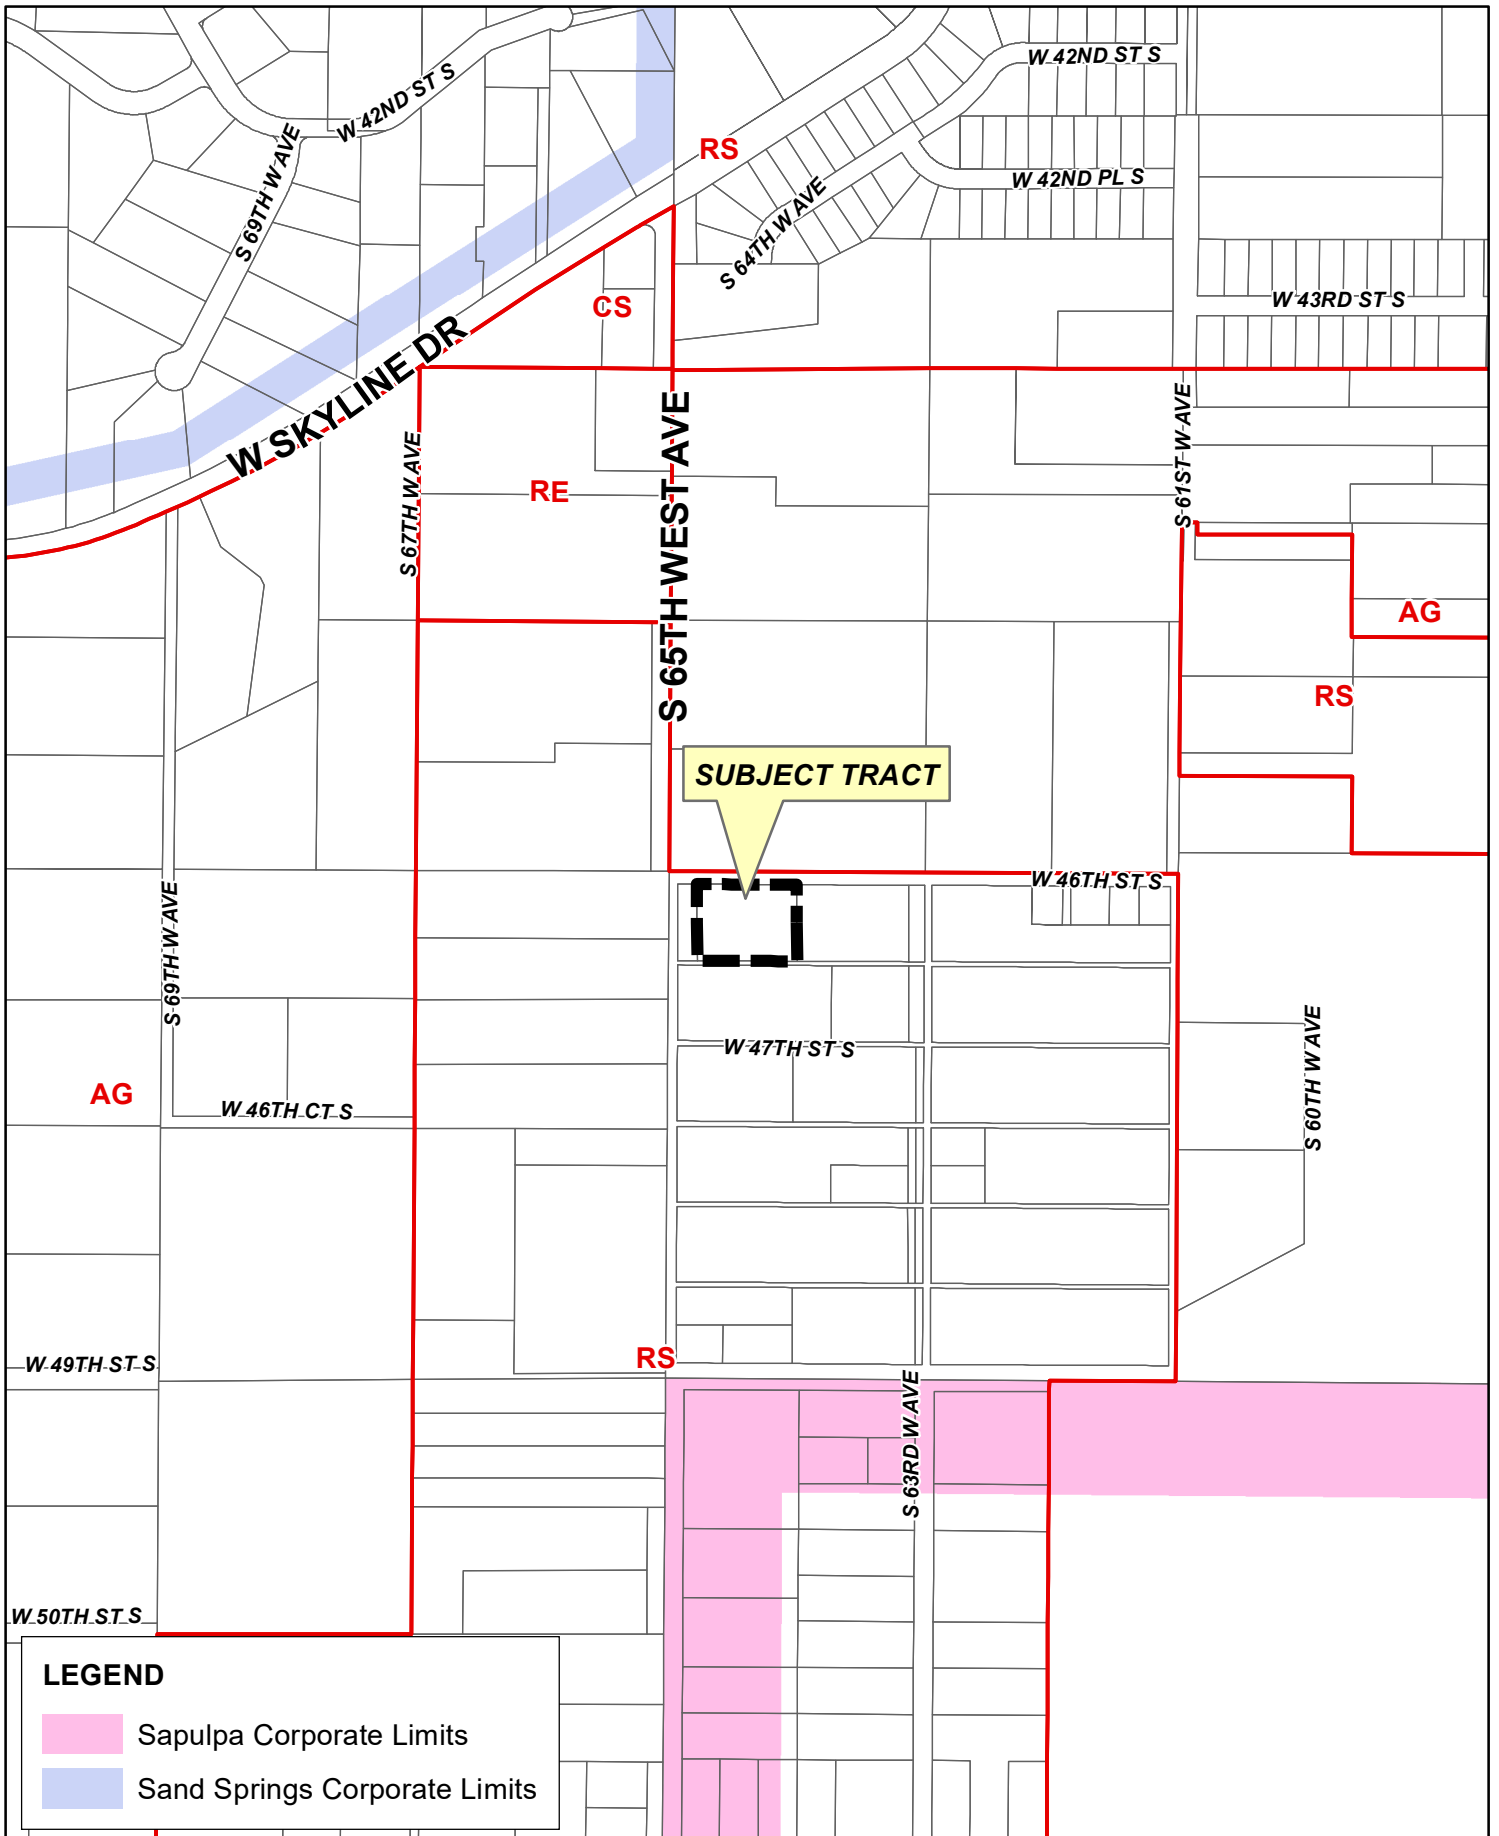 W 42ND ST S
W 42ND ST S
S 69TH W AVE
RS
W 42ND PL S
S 64TH W AVE
CS
W 43RD ST S
W SKYLINE DR
S 67TH W AVE
S 65TH WEST AVE
S 61ST W AVE
RE
AG
RS
SUBJECT TRACT
W 46TH ST S
S 69TH W AVE
W 47TH ST S
S 60TH W AVE
AG
W 46TH CT S
RS
W 49TH ST S
S 63RD W AVE
W 50TH ST S
LEGEND
Sapulpa Corporate Limits
Sand Springs Corporate Limits